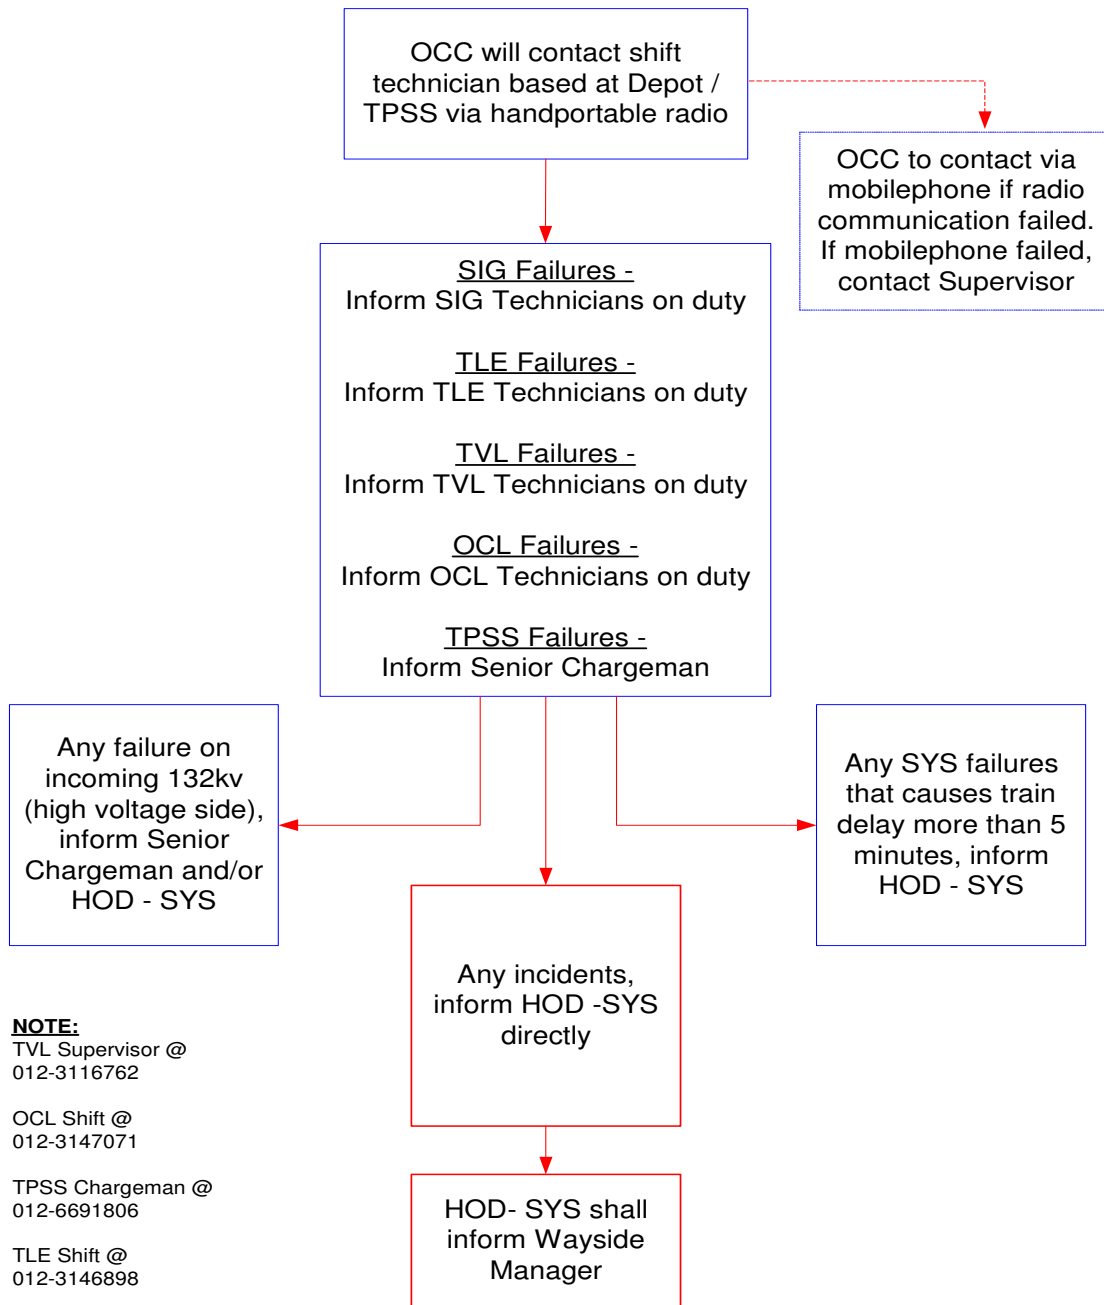 OCC will contact shift
technician based at Depot /
TPSS via handportable radio
OCC to contact via
mobilephone if radio
communication failed.
If mobilephone failed,
contact Supervisor
SIG Failures -
Inform SIG Technicians on duty
TLE Failures -
Inform TLE Technicians on duty
TVL Failures -
Inform TVL Technicians on duty
OCL Failures -
Inform OCL Technicians on duty
TPSS Failures -
Inform Senior Chargeman
Any failure on
incoming 132kv
(high voltage side),
inform Senior
Chargeman and/or
HOD - SYS
Any SYS failures
that causes train
delay more than 5
minutes, inform
HOD - SYS
Any incidents,
inform HOD -SYS
directly
HOD- SYS shall
inform Wayside
Manager
NOTE:
TVL Supervisor @
012-3116762
OCL Shift @
012-3147071
TPSS Chargeman @
012-6691806
TLE Shift @
012-3146898